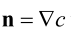 𝐧 = ∇𝑐